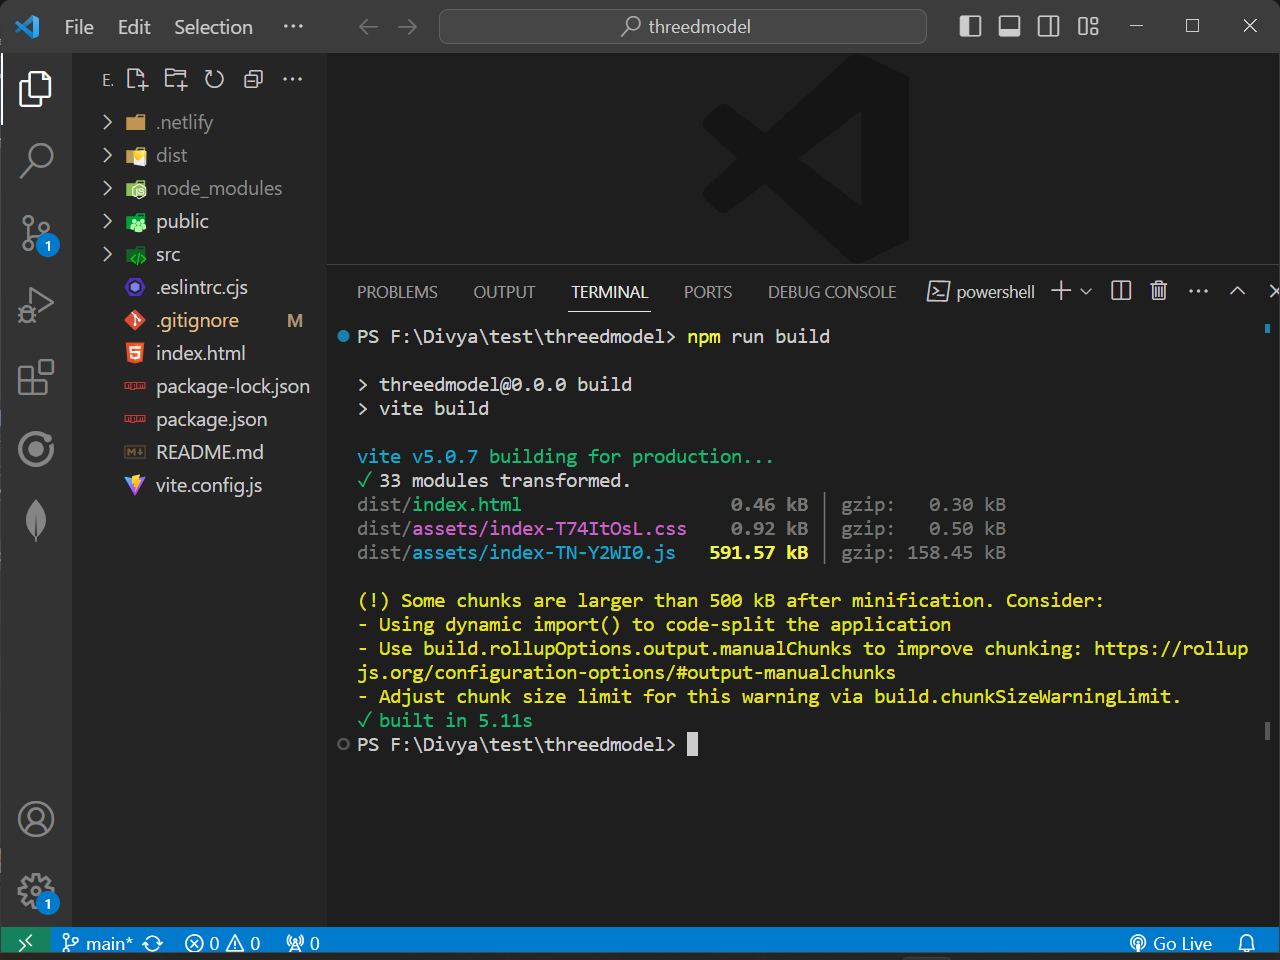 File Edit Selection ···
threedmodel
E.
.netlify
dist
node_modules
public
src
.eslintrc.cjs
.gitignore M
index.html
package-lock.json
package.json
README.md
vite.config.js
1
1
PROBLEMS OUTPUT TERMINAL PORTS DEBUG CONSOLE powershell
PS F:\Divya\test\threedmodel> npm run build
> threedmodel@0.0.0 build
> vite build
vite v5.0.7 building for production...
✓ 33 modules transformed.
dist/index.html 0.46 kB │ gzip: 0.30 kB
dist/assets/index-T74ItOsL.css 0.92 kB │ gzip: 0.50 kB
dist/assets/index-TN-Y2WI0.js 591.57 kB │ gzip: 158.45 kB
(!) Some chunks are larger than 500 kB after minification. Consider:
- Using dynamic import() to code-split the application
- Use build.rollupOptions.output.manualChunks to improve chunking: https://rollup
js.org/configuration-options/#output-manualchunks
- Adjust chunk size limit for this warning via build.chunkSizeWarningLimit.
✓ built in 5.11s
PS F:\Divya\test\threedmodel>
main* 0 0 0 Go Live